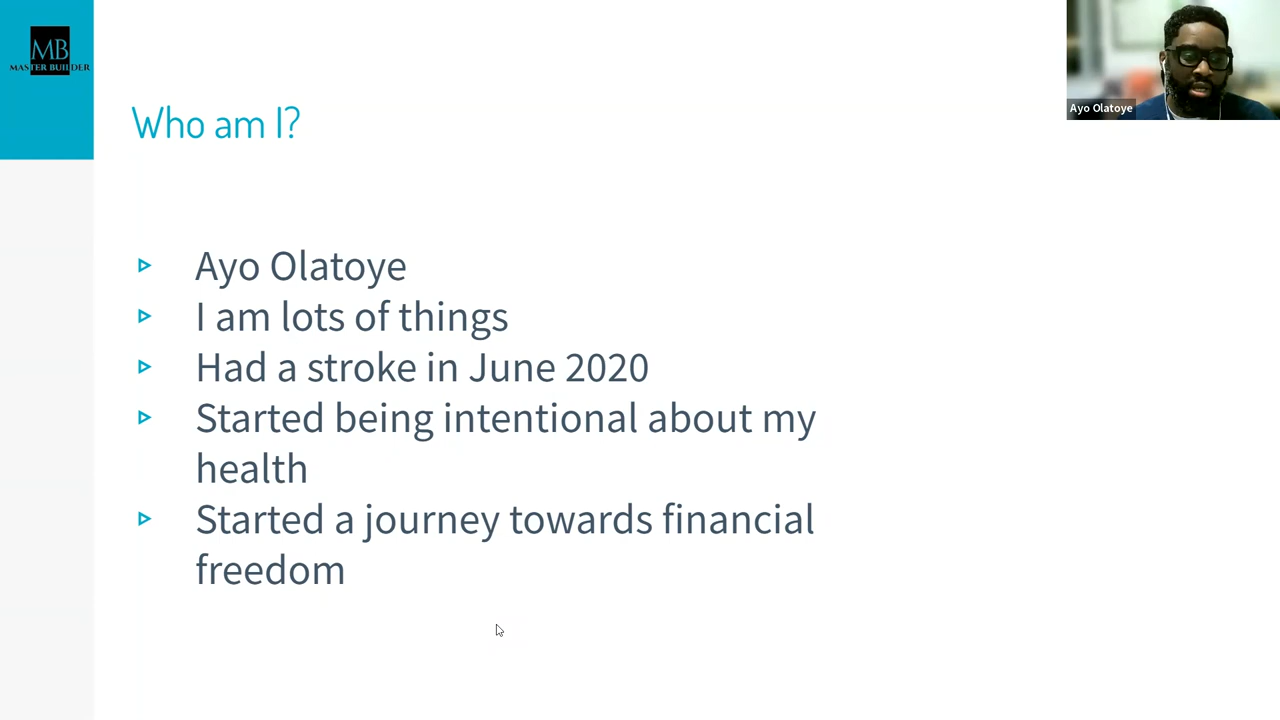 MB
MASTER BUILDER
Who am I?
Ayo Olatoye
Ayo Olatoye
I am lots of things
Had a stroke in June 2020
Started being intentional about my
health
Started a journey towards financial
freedom